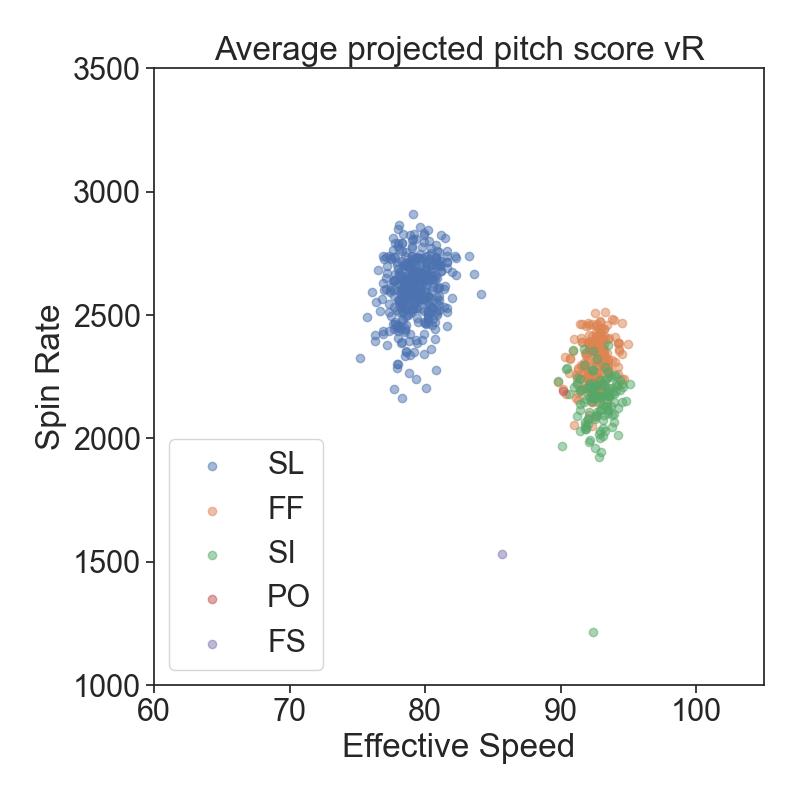 Average projected pitch score vR
3500
3000
2500
2000
1500
1000
Spin Rate
SL
FF
SI
PO
FS
60 70 80 90 100
Effective Speed